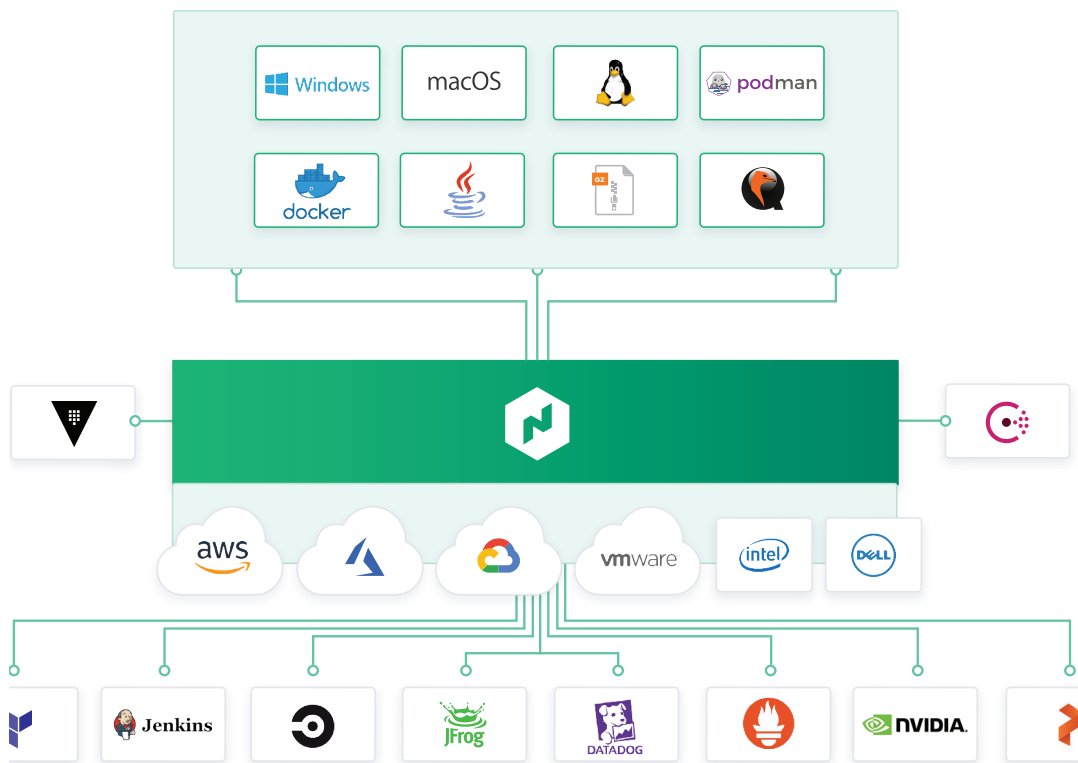 Windows
macOS
podman
docker
GZ
aws
vmware
intel
DELL
Jenkins
JFrog
DATADOG
NVIDIA.